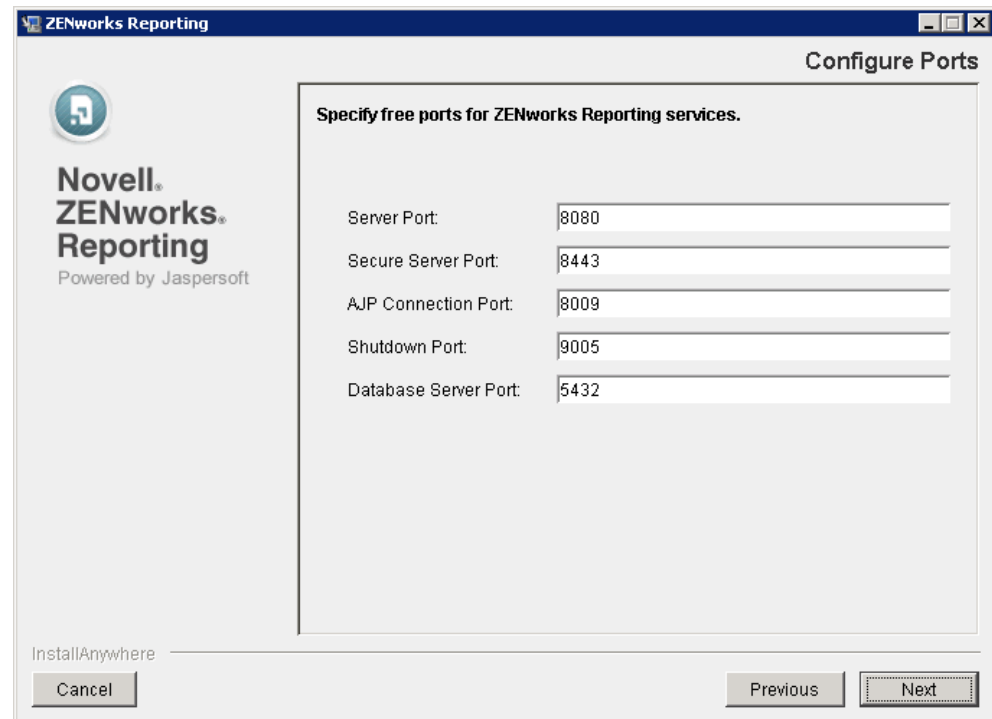 ZENworks Reporting
Configure Ports
Novell®
ZENworks®
Reporting
Powered by Jaspersoft
Specify free ports for ZENworks Reporting services.
Server Port: 8080
Secure Server Port: 8443
AJP Connection Port: 8009
Shutdown Port: 9005
Database Server Port: 5432
InstallAnywhere
Cancel Previous Next